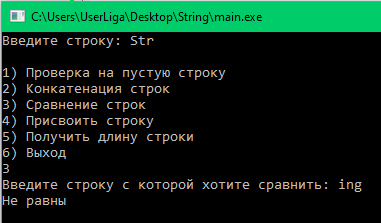 C:\Users\UserLiga\Desktop\String\main.exe
Введите строку: Str
1) Проверка на пустую строку
2) Конкатенация строк
3) Сравнение строк
4) Присвоить строку
5) Получить длину строки
6) Выход
3
Введите строку с которой хотите сравнить: ing
Не равны